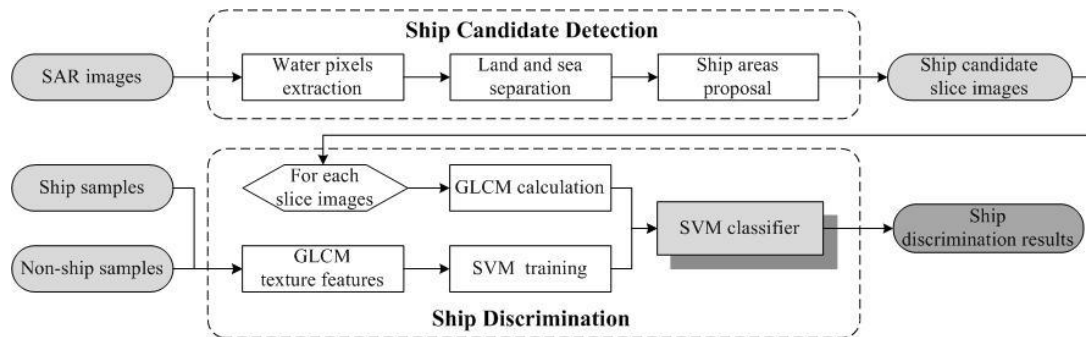 Ship Candidate Detection
SAR images
Water pixels
extraction
Land and sea
separation
Ship areas
proposal
Ship candidate
slice images
Ship samples
For each
slice images
GLCM calculation
SVM classifier
Ship
discrimination results
Non-ship samples
GLCM
texture features
SVM training
Ship Discrimination